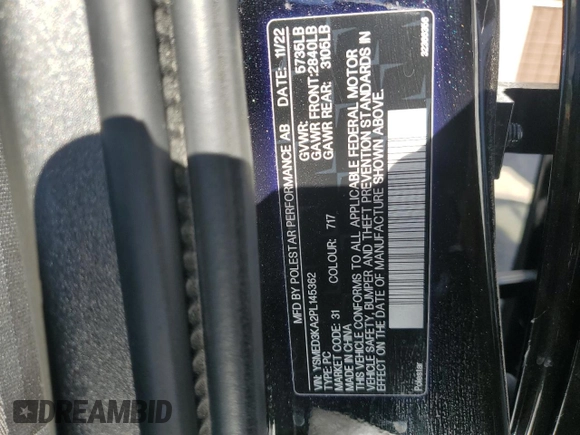 MFD BY POLESTAR PERFORMANCE AB DATE: 11/22
GVWR: 5735LB
GAWR FRONT:2840LB
GAWR REAR: 3105LB
VIN: YSMED3KA2PL145362
TYPE:PC
MARKET CODE: 31 COLOUR: 717
MADE IN CHINA
THIS VEHICLE CONFORMS TO ALL APPLICABLE FEDERAL MOTOR
VEHICLE SAFETY, BUMPER AND THEFT PREVENTION STANDARDS IN
EFFECT ON THE DATE OF MANUFACTURE SHOWN ABOVE.
Polestar
DREAMBID